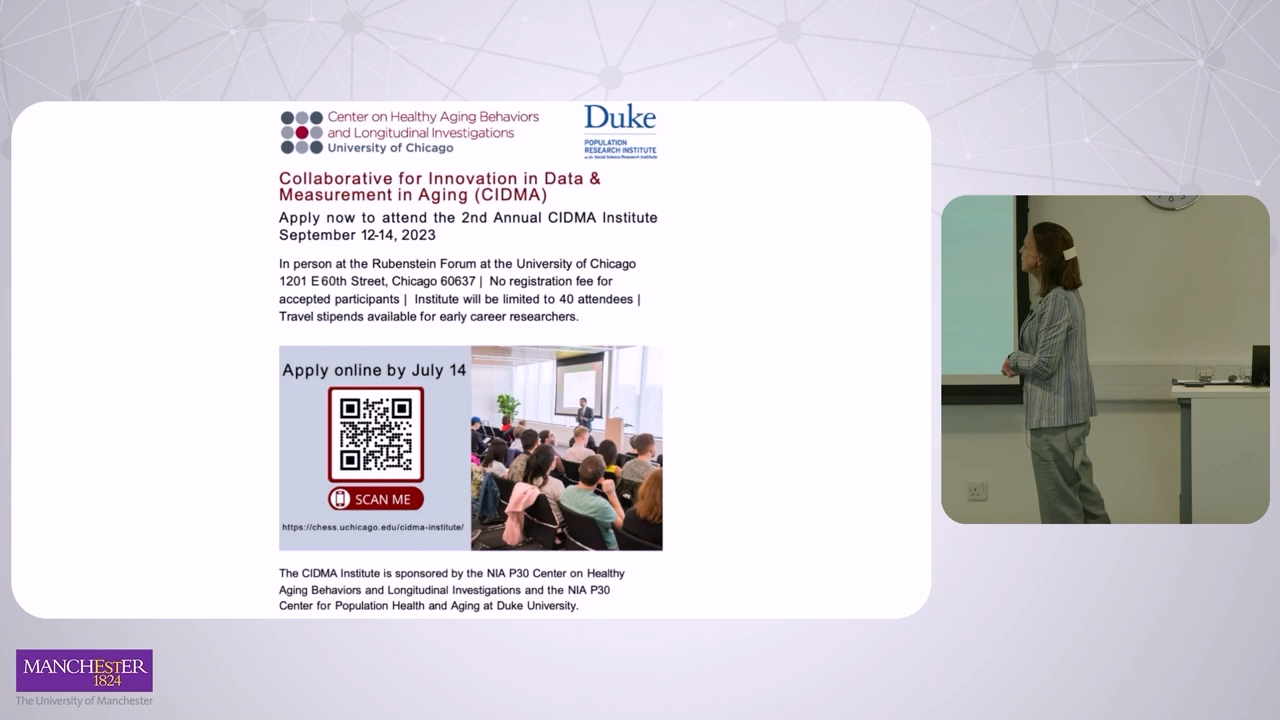 Center on Healthy Aging Behaviors
and Longitudinal Investigations
University of Chicago
Duke
POPULATION
RESEARCH INSTITUTE
at the Social Science Research Institute
Collaborative for Innovation in Data &
Measurement in Aging (CIDMA)
Apply now to attend the 2nd Annual CIDMA Institute
September 12-14, 2023
In person at the Rubenstein Forum at the University of Chicago
1201 E 60th Street, Chicago 60637 | No registration fee for
accepted participants | Institute will be limited to 40 attendees |
Travel stipends available for early career researchers.
Apply online by July 14
SCAN ME
https://chess.uchicago.edu/cidma-institute/
The CIDMA Institute is sponsored by the NIA P30 Center on Healthy
Aging Behaviors and Longitudinal Investigations and the NIA P30
Center for Population Health and Aging at Duke University.
MANCHESTER
1824
The University of Manchester